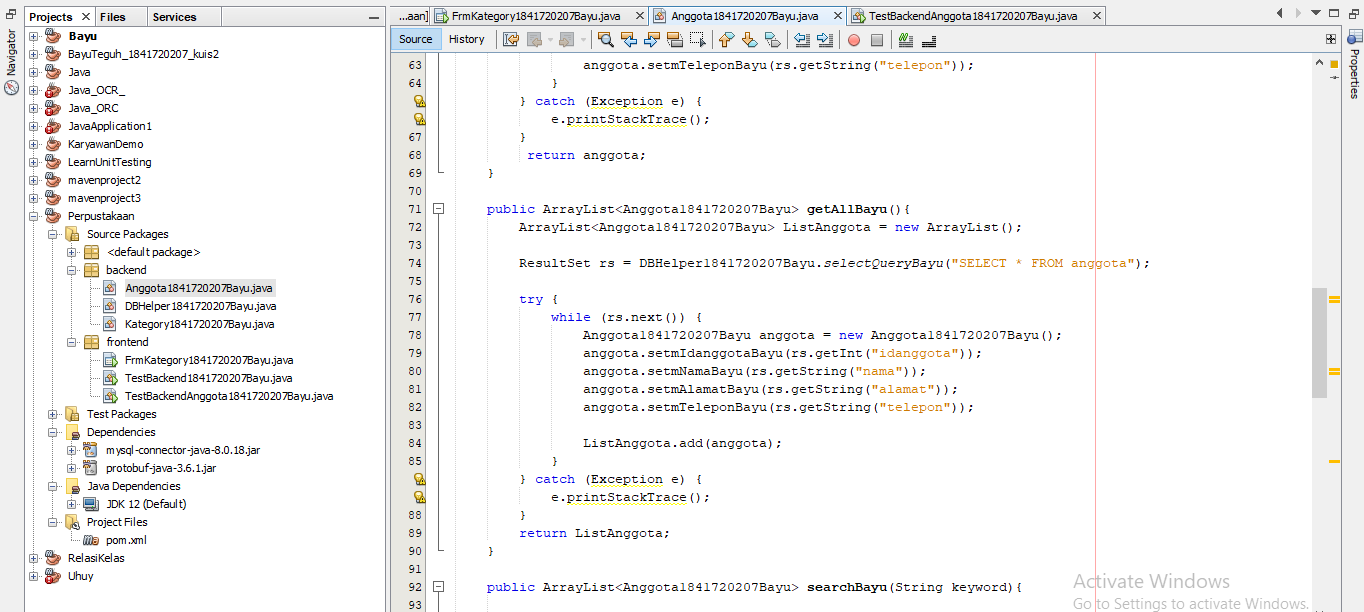 Projects
Files
Services
...aan]
FrmKategory1841720207Bayu.java
Anggota1841720207Bayu.java
TestBackendAnggota1841720207Bayu.java
Navigator
Properties
Source
History
Bayu
BayuTeguh_1841720207_kuis2
Java
Java_OCR_
Java_ORC
JavaApplication1
KaryawanDemo
LearnUnitTesting
mavenproject2
mavenproject3
Perpustakaan
Source Packages
<default package>
backend
Anggota1841720207Bayu.java
DBHelper1841720207Bayu.java
Kategory1841720207Bayu.java
frontend
FrmKategory1841720207Bayu.java
TestBackend1841720207Bayu.java
TestBackendAnggota1841720207Bayu.java
Test Packages
Dependencies
mysql-connector-java-8.0.18.jar
protobuf-java-3.6.1.jar
Java Dependencies
JDK 12 (Default)
Project Files
pom.xml
RelasiKelas
Uhuy
63 anggota.setmTeleponBayu(rs.getString("telepon"));
64 }
} catch (Exception e) {
e.printStackTrace();
67 }
68 return anggota;
69 }
70
71 public ArrayList<Anggota1841720207Bayu> getAllBayu(){
72 ArrayList<Anggota1841720207Bayu> ListAnggota = new ArrayList();
73
74 ResultSet rs = DBHelper1841720207Bayu.selectQueryBayu("SELECT * FROM anggota");
75
76 try {
77 while (rs.next()) {
78 Anggota1841720207Bayu anggota = new Anggota1841720207Bayu();
79 anggota.setmIdanggotaBayu(rs.getInt("idanggota"));
80 anggota.setmNamaBayu(rs.getString("nama"));
81 anggota.setmAlamatBayu(rs.getString("alamat"));
82 anggota.setmTeleponBayu(rs.getString("telepon"));
83
84 ListAnggota.add(anggota);
85 }
} catch (Exception e) {
e.printStackTrace();
88 }
89 return ListAnggota;
90 }
91
92 public ArrayList<Anggota1841720207Bayu> searchBayu(String keyword){
93
Activate Windows
Go to Settings to activate Windows.